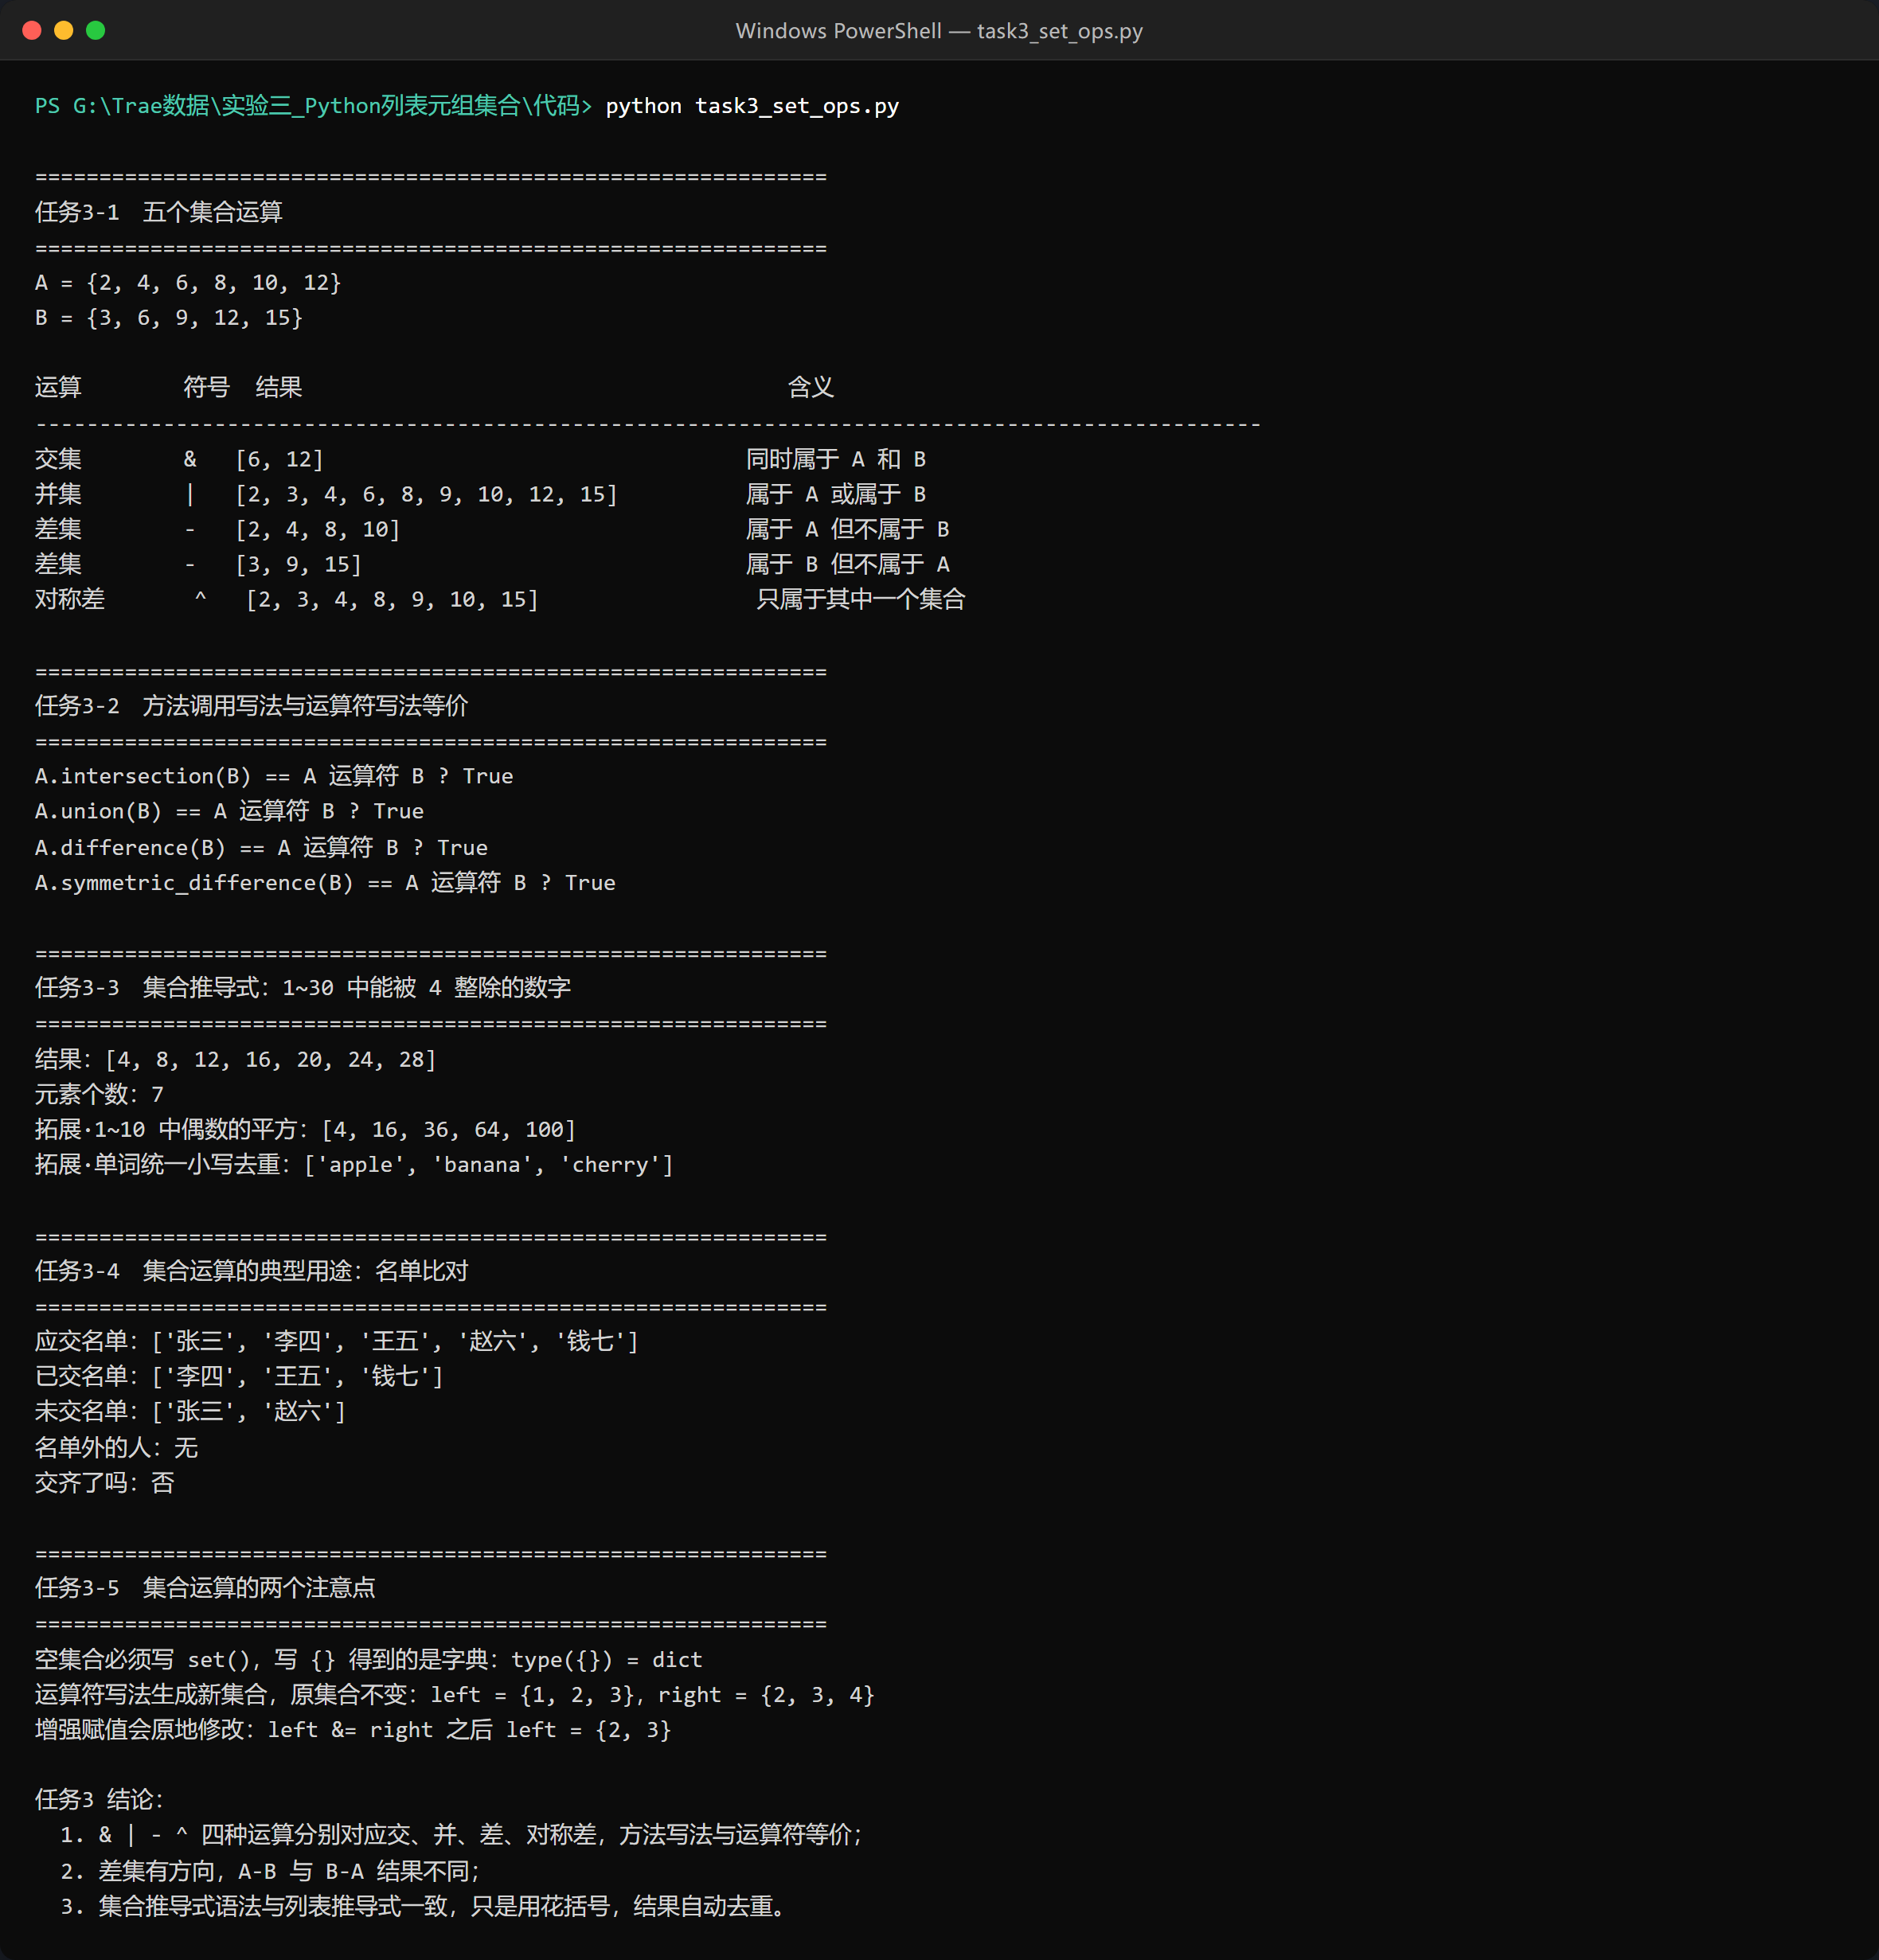 Windows PowerShell — task3_set_ops.py
PS G:\Trae数据\实验三_Python列表元组集合\代码> python task3_set_ops.py
==============================================================
任务3-1  五个集合运算
==============================================================
A = {2, 4, 6, 8, 10, 12}
B = {3, 6, 9, 12, 15}
运算        符号  结果                                      含义
------------------------------------------------------------------------------------------------
交集        &   [6, 12]                                 同时属于 A 和 B
并集        |   [2, 3, 4, 6, 8, 9, 10, 12, 15]          属于 A 或属于 B
差集        -   [2, 4, 8, 10]                           属于 A 但不属于 B
差集        -   [3, 9, 15]                              属于 B 但不属于 A
对称差       ^   [2, 3, 4, 8, 9, 10, 15]                 只属于其中一个集合
==============================================================
任务3-2  方法调用写法与运算符写法等价
==============================================================
A.intersection(B) == A 运算符 B ? True
A.union(B) == A 运算符 B ? True
A.difference(B) == A 运算符 B ? True
A.symmetric_difference(B) == A 运算符 B ? True
==============================================================
任务3-3  集合推导式：1~30 中能被 4 整除的数字
==============================================================
结果：[4, 8, 12, 16, 20, 24, 28]
元素个数：7
拓展·1~10 中偶数的平方：[4, 16, 36, 64, 100]
拓展·单词统一小写去重：['apple', 'banana', 'cherry']
==============================================================
任务3-4  集合运算的典型用途：名单比对
==============================================================
应交名单：['张三', '李四', '王五', '赵六', '钱七']
已交名单：['李四', '王五', '钱七']
未交名单：['张三', '赵六']
名单外的人：无
交齐了吗：否
==============================================================
任务3-5  集合运算的两个注意点
==============================================================
空集合必须写 set()，写 {} 得到的是字典：type({}) = dict
运算符写法生成新集合，原集合不变：left = {1, 2, 3}，right = {2, 3, 4}
增强赋值会原地修改：left &= right 之后 left = {2, 3}
任务3 结论：
  1. & | - ^ 四种运算分别对应交、并、差、对称差，方法写法与运算符等价；
  2. 差集有方向，A-B 与 B-A 结果不同；
  3. 集合推导式语法与列表推导式一致，只是用花括号，结果自动去重。